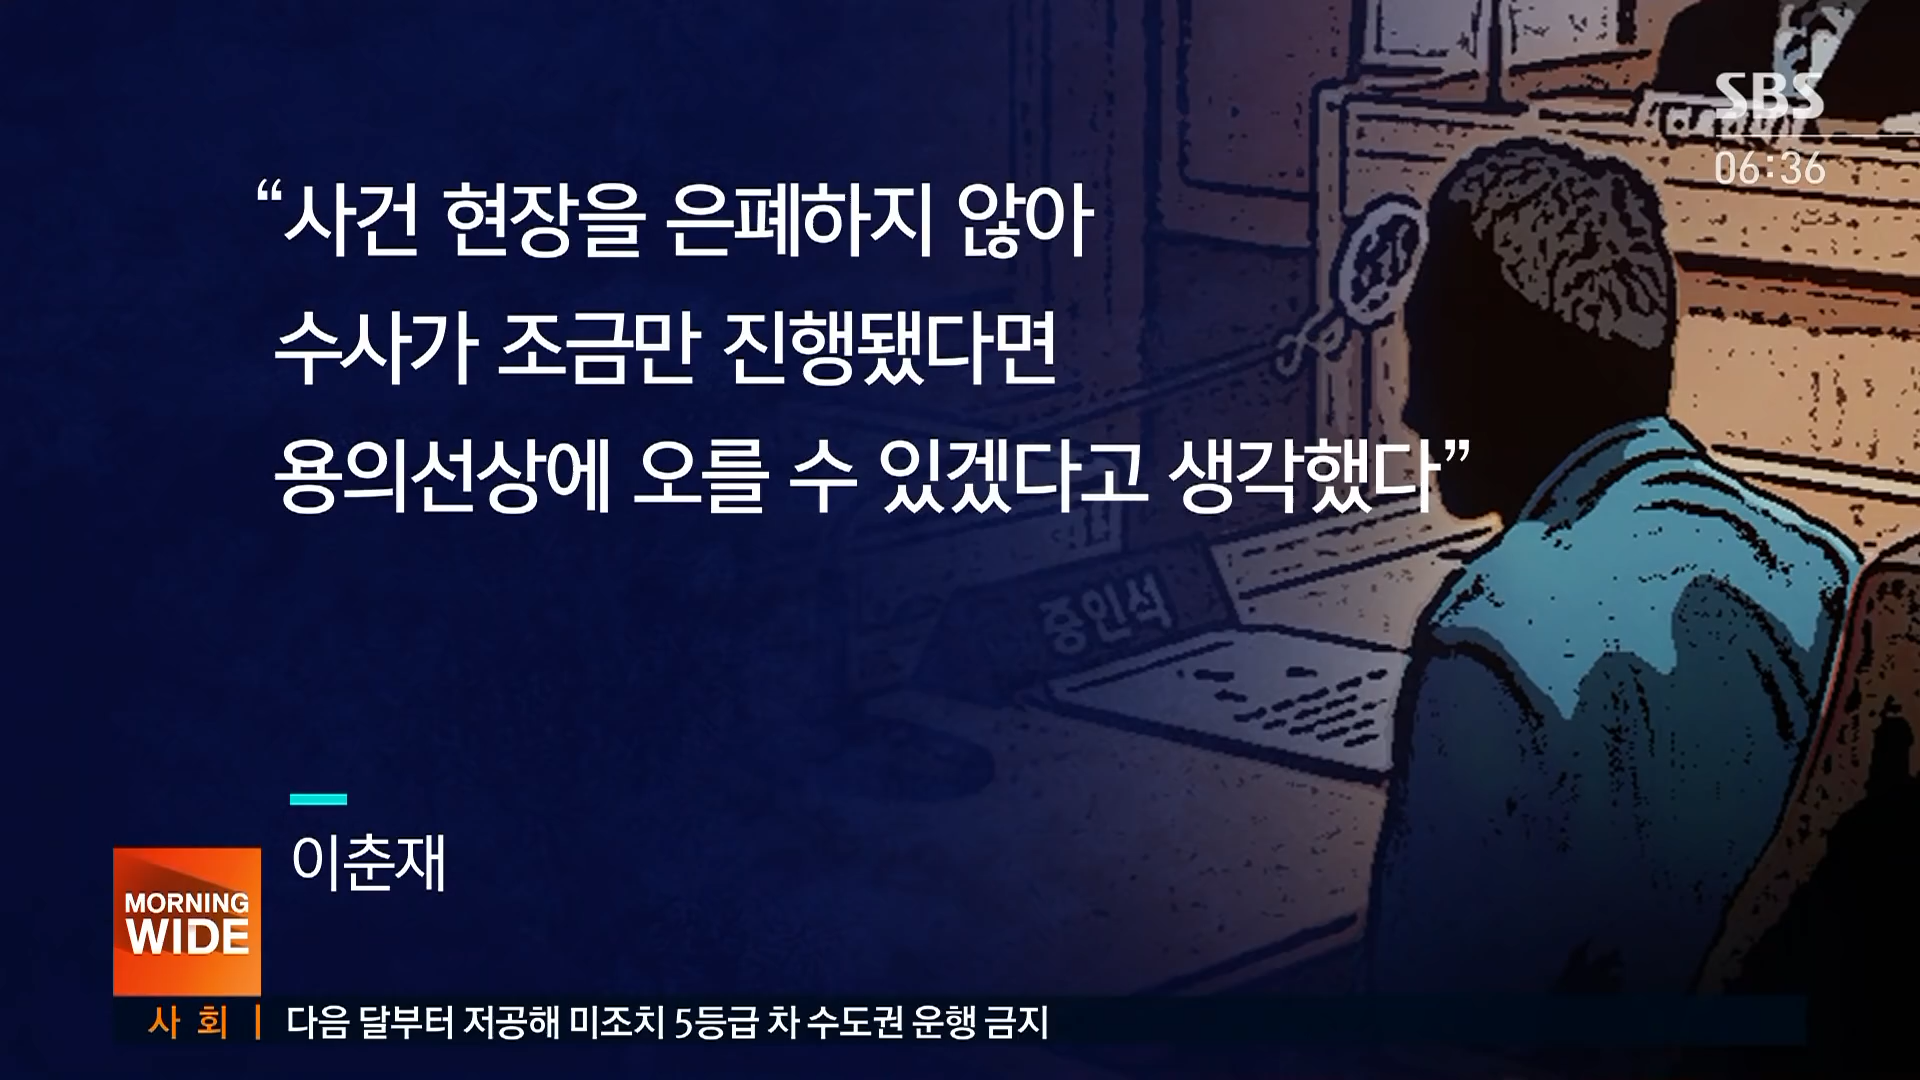 SBS
06:36
“사건 현장을 은폐하지 않아
수사가 조금만 진행됐다면
용의선상에 오를 수 있겠다고 생각했다”
증인석
이춘재
MORNING
WIDE
사 회 | 다음 달부터 저공해 미조치 5등급 차 수도권 운행 금지